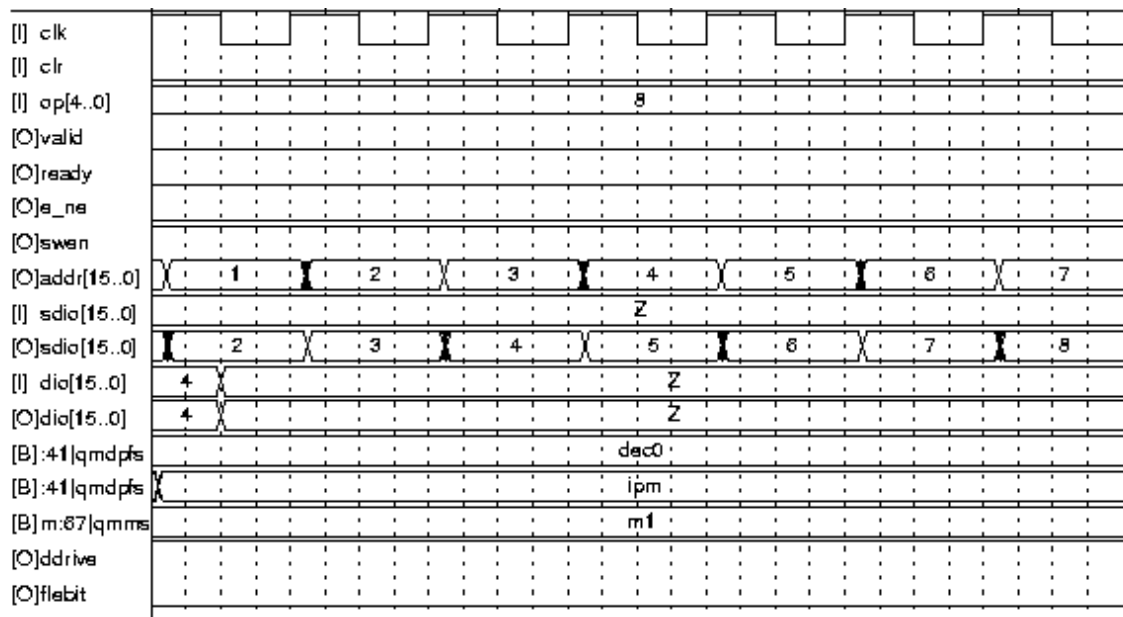 [I] clk
[I] clr
[I] op[4..0] 8
[O]valid
[O]ready
[O]e_ne
[O]swen
[O]addr[15..0] 1 2 3 4 5 6 7
[I] sdio[15..0] Z
[O]sdio[15..0] 2 3 4 5 6 7 8
[I] dio[15..0] 4 Z
[O]dio[15..0] 4 Z
[B]:41|qmdpfs dec0
[B]:41|qmdpfs ipm
[B]m:67|qmms m1
[O]ddrive
[O]flebit